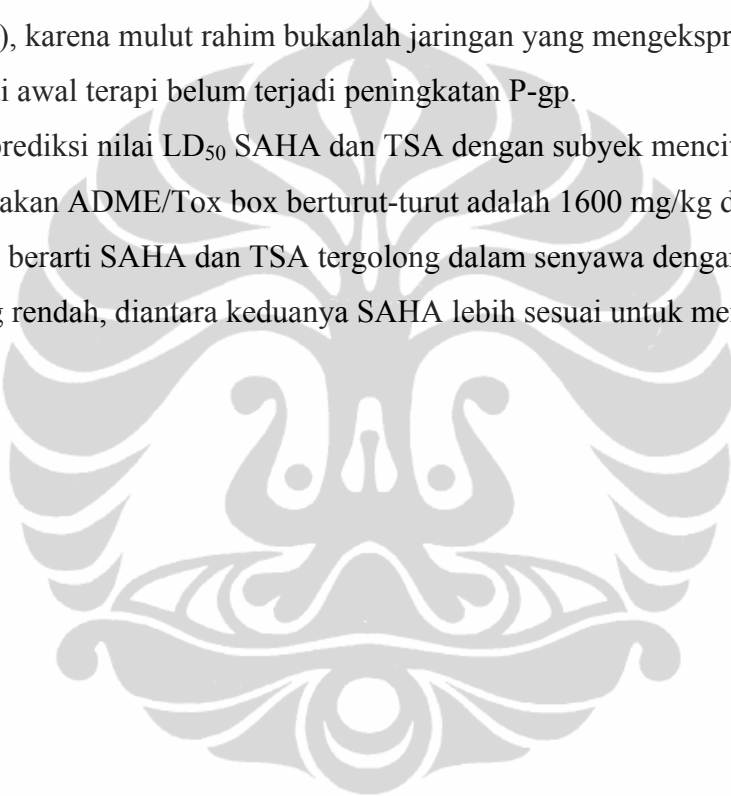 ), karena mulut rahim bukanlah jaringan yang mengekspr
i awal terapi belum terjadi peningkatan P-gp.
prediksi nilai LD₅₀ SAHA dan TSA dengan subyek menci
akan ADME/Tox box berturut-turut adalah 1600 mg/kg d
berarti SAHA dan TSA tergolong dalam senyawa dengan
g rendah, diantara keduanya SAHA lebih sesuai untuk me